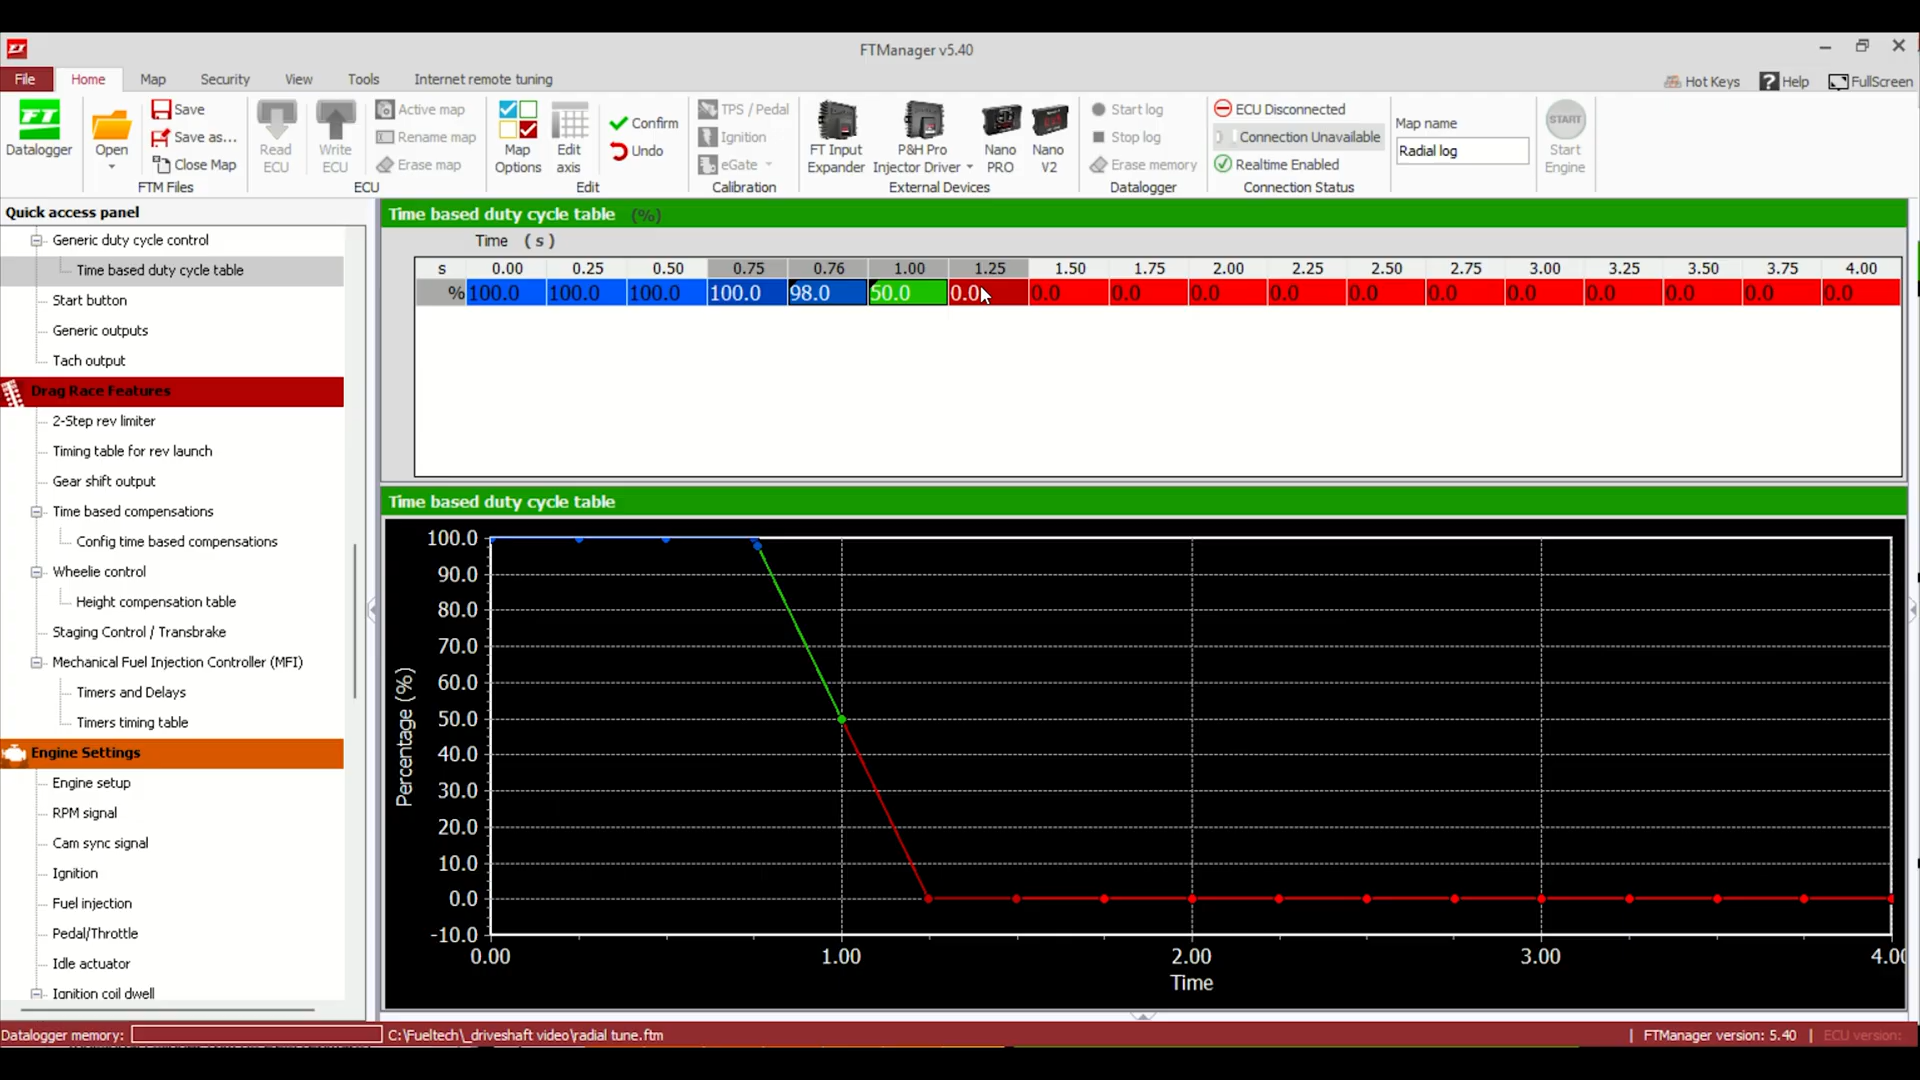 FT
FTManager v5.40
File Home Map Security View Tools Internet remote tuning
Hot Keys ? Help FullScreen
FT
Datalogger
Open
Save
Save as...
Close Map
FTM Files
Read ECU
Write ECU
Active map
Rename map
Erase map
ECU
Map Options
Edit axis
Confirm
Undo
Edit
TPS / Pedal
Ignition
eGate
Calibration
FT Input Expander
P&H Pro Injector Driver
Nano PRO
Nano V2
External Devices
Start log
Stop log
Erase memory
Datalogger
ECU Disconnected
Connection Unavailable
Realtime Enabled
Connection Status
Map name
Radial log
START
Start Engine
Quick access panel
Generic duty cycle control
Time based duty cycle table
Start button
Generic outputs
Tach output
Drag Race Features
2-Step rev limiter
Timing table for rev launch
Gear shift output
Time based compensations
Config time based compensations
Wheelie control
Height compensation table
Staging Control / Transbrake
Mechanical Fuel Injection Controller (MFI)
Timers and Delays
Timers timing table
Engine Settings
Engine setup
RPM signal
Cam sync signal
Ignition
Fuel injection
Pedal/Throttle
Idle actuator
Ignition coil dwell
Time based duty cycle table (%)
Time (s)
s 0.00 0.25 0.50 0.75 0.76 1.00 1.25 1.50 1.75 2.00 2.25 2.50 2.75 3.00 3.25 3.50 3.75 4.00
% 100.0 100.0 100.0 100.0 98.0 50.0 0.0 0.0 0.0 0.0 0.0 0.0 0.0 0.0 0.0 0.0 0.0 0.0
Time based duty cycle table
100.0
90.0
80.0
70.0
60.0
50.0
40.0
30.0
20.0
10.0
0.0
-10.0
Percentage (%)
0.00 1.00 2.00 3.00 4.00
Time
Datalogger memory: C:\Fueltech\_driveshaft video\radial tune.ftm | FTManager version: 5.40 | ECU version: